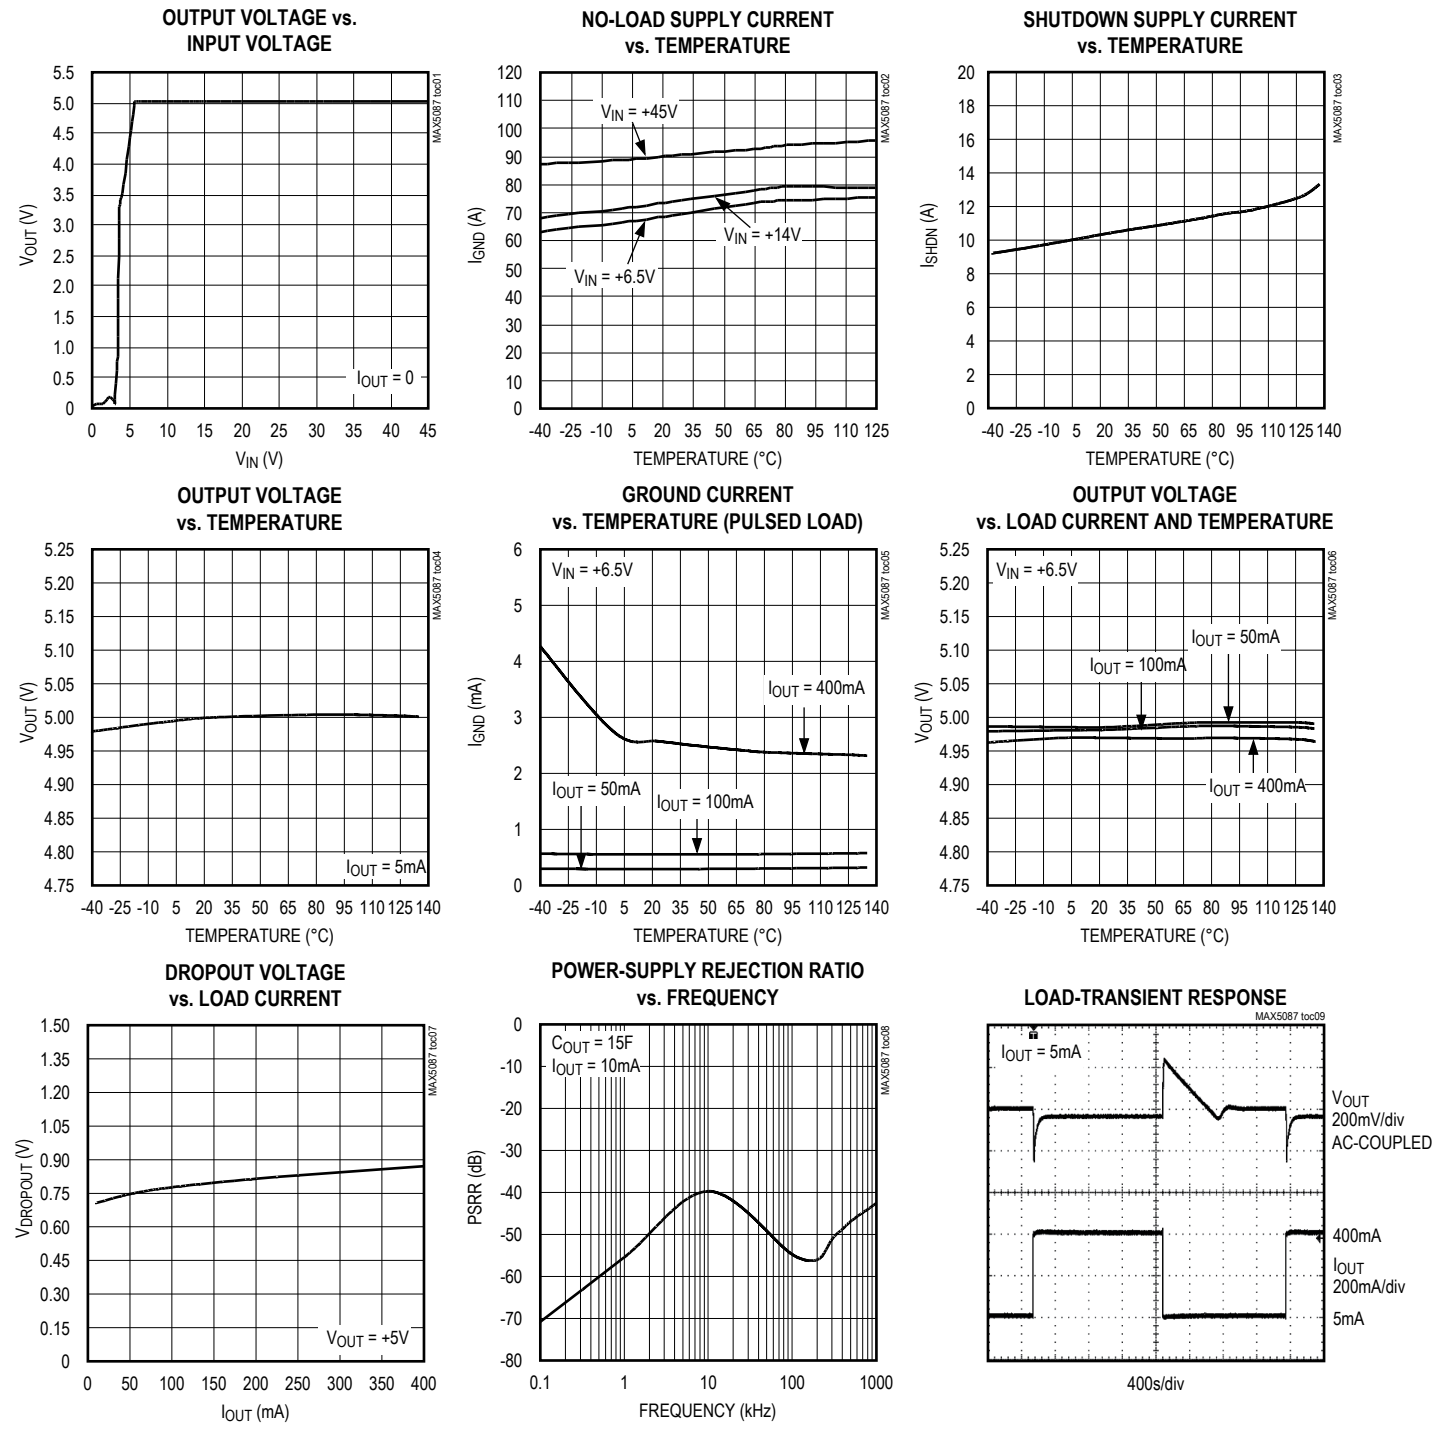 OUTPUT VOLTAGE vs.
INPUT VOLTAGE
5.5
5.0
4.5
4.0
3.5
3.0
2.5
2.0
1.5
1.0
0.5
0
VOUT (V)
MAX5087 toc01
IOUT = 0
0 5 10 15 20 25 30 35 40 45
VIN (V)
NO-LOAD SUPPLY CURRENT
vs. TEMPERATURE
120
110
100
90
80
70
60
50
40
30
20
10
0
IGND (A)
MAX5087 toc02
VIN = +45V
VIN = +14V
VIN = +6.5V
-40 -25 -10 5 20 35 50 65 80 95 110 125
TEMPERATURE (°C)
SHUTDOWN SUPPLY CURRENT
vs. TEMPERATURE
20
18
16
14
12
10
8
6
4
2
0
ISHDN (A)
MAX5087 toc03
-40 -25 -10 5 20 35 50 65 80 95 110 125 140
TEMPERATURE (°C)
OUTPUT VOLTAGE
vs. TEMPERATURE
5.25
5.20
5.15
5.10
5.05
5.00
4.95
4.90
4.85
4.80
4.75
VOUT (V)
MAX5087 toc04
IOUT = 5mA
-40 -25 -10 5 20 35 50 65 80 95 110 125 140
TEMPERATURE (°C)
GROUND CURRENT
vs. TEMPERATURE (PULSED LOAD)
6
5
4
3
2
1
0
IGND (mA)
MAX5087 toc05
VIN = +6.5V
IOUT = 400mA
IOUT = 50mA
IOUT = 100mA
-40 -25 -10 5 20 35 50 65 80 95 110 125 140
TEMPERATURE (°C)
OUTPUT VOLTAGE
vs. LOAD CURRENT AND TEMPERATURE
5.25
5.20
5.15
5.10
5.05
5.00
4.95
4.90
4.85
4.80
4.75
VOUT (V)
MAX5087 toc06
VIN = +6.5V
IOUT = 50mA
IOUT = 100mA
IOUT = 400mA
-40 -25 -10 5 20 35 50 65 80 95 110 125 140
TEMPERATURE (°C)
DROPOUT VOLTAGE
vs. LOAD CURRENT
1.50
1.35
1.20
1.05
0.90
0.75
0.60
0.45
0.30
0.15
0
VDROPOUT (V)
MAX5087 toc07
VOUT = +5V
0 50 100 150 200 250 300 350 400
IOUT (mA)
POWER-SUPPLY REJECTION RATIO
vs. FREQUENCY
0
-10
-20
-30
-40
-50
-60
-70
-80
PSRR (dB)
MAX5087 toc08
COUT = 15F
IOUT = 10mA
0.1 1 10 100 1000
FREQUENCY (kHz)
LOAD-TRANSIENT RESPONSE
MAX5087 toc09
IOUT = 5mA
VOUT
200mV/div
AC-COUPLED
400mA
IOUT
200mA/div
5mA
400s/div